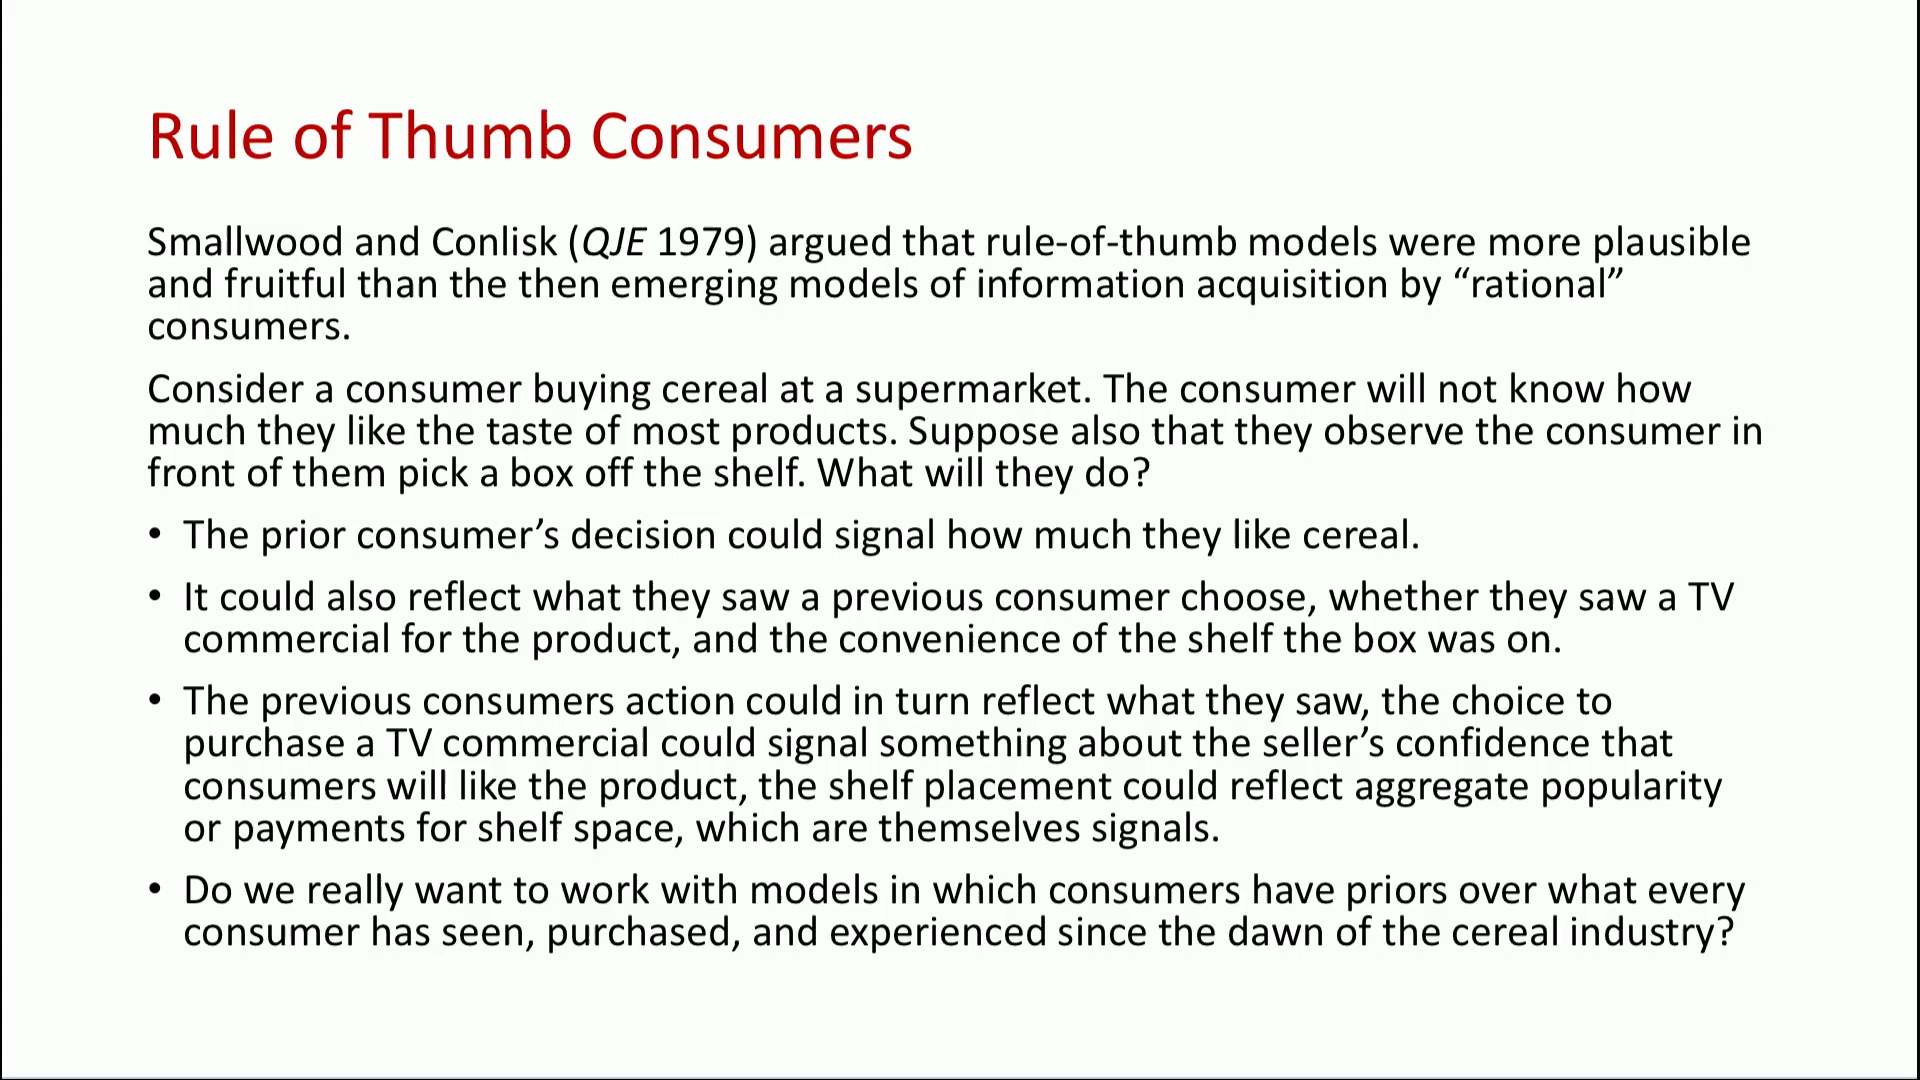 Rule of Thumb Consumers
Smallwood and Conlisk (QJE 1979) argued that rule-of-thumb models were more plausible
and fruitful than the then emerging models of information acquisition by “rational”
consumers.
Consider a consumer buying cereal at a supermarket. The consumer will not know how
much they like the taste of most products. Suppose also that they observe the consumer in
front of them pick a box off the shelf. What will they do?
• The prior consumer’s decision could signal how much they like cereal.
• It could also reflect what they saw a previous consumer choose, whether they saw a TV
commercial for the product, and the convenience of the shelf the box was on.
• The previous consumers action could in turn reflect what they saw, the choice to
purchase a TV commercial could signal something about the seller’s confidence that
consumers will like the product, the shelf placement could reflect aggregate popularity
or payments for shelf space, which are themselves signals.
• Do we really want to work with models in which consumers have priors over what every
consumer has seen, purchased, and experienced since the dawn of the cereal industry?